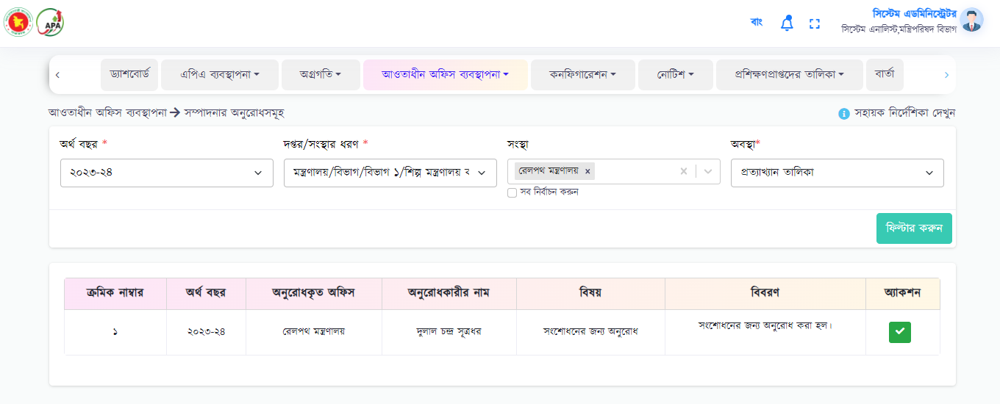 APA
বাং
সিস্টেম এডমিনিস্ট্রেটর
সিস্টেম এনালিস্ট,মন্ত্রিপরিষদ বিভাগ
ড্যাশবোর্ড এপিএ ব্যবস্থাপনা অগ্রগতি আওতাধীন অফিস ব্যবস্থাপনা কনফিগারেশন নোটিশ প্রশিক্ষণপ্রাপ্তদের তালিকা বার্তা
আওতাধীন অফিস ব্যবস্থাপনা → সম্পাদনার অনুরোধসমূহ সহায়ক নির্দেশিকা দেখুন
অর্থ বছর * দপ্তর/সংস্থার ধরণ * সংস্থা অবস্থা*
২০২৩-২৪ মন্ত্রণালয়/বিভাগ/বিভাগ ১/শিল্প মন্ত্রণালয় রেলপথ মন্ত্রণালয় × প্রত্যাখ্যান তালিকা
সব নির্বাচন করুন
ফিল্টার করুন
ক্রমিক নাম্বার অর্থ বছর অনুরোধকৃত অফিস অনুরোধকারীর নাম বিষয় বিবরণ অ্যাকশন
১ ২০২৩-২৪ রেলপথ মন্ত্রণালয় দুলাল চন্দ্র সূত্রধর সংশোধনের জন্য অনুরোধ সংশোধনের জন্য অনুরোধ করা হল।